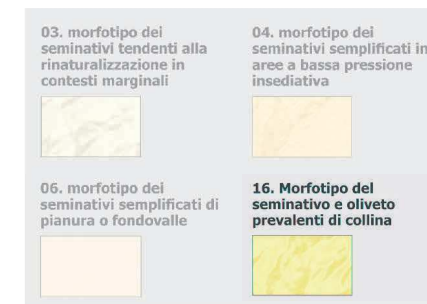 03. morfotipo dei
seminativi tendenti alla
rinaturalizzazione in
contesti marginali
04. morfotipo dei
seminativi semplificati in
aree a bassa pressione
insediativa
06. morfotipo dei
seminativi semplificati di
pianura o fondovalle
16. Morfotipo del
seminativo e oliveto
prevalenti di collina